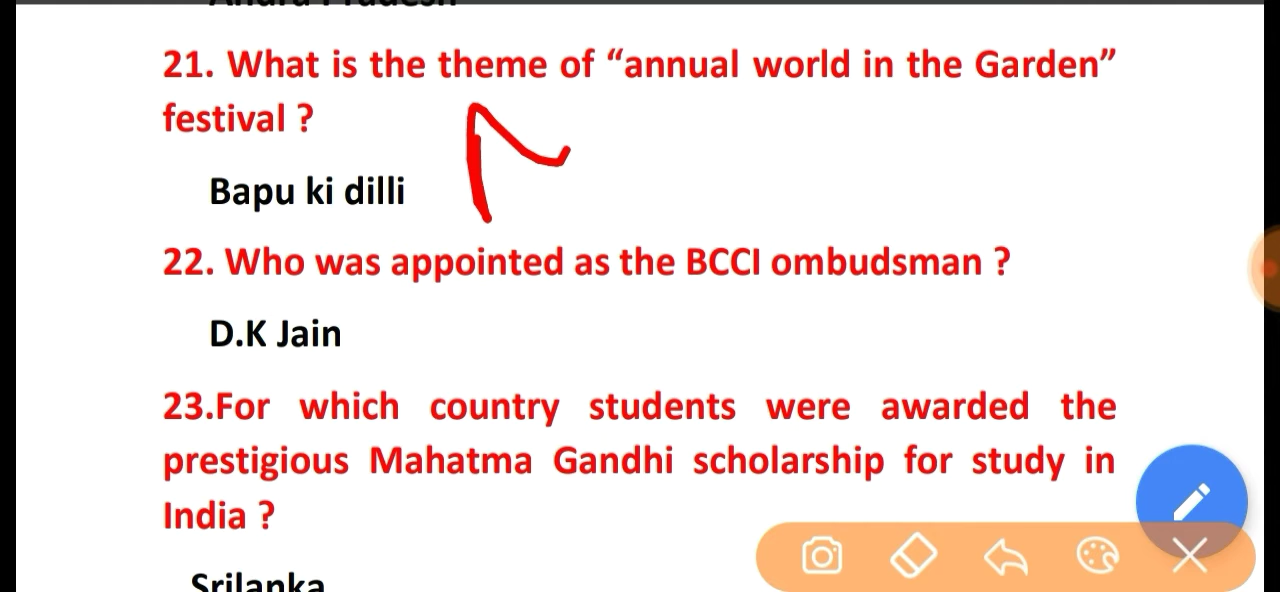 21. What is the theme of “annual world in the Garden”
festival ?
Bapu ki dilli
22. Who was appointed as the BCCI ombudsman ?
D.K Jain
23.For which country students were awarded the
prestigious Mahatma Gandhi scholarship for study in
India ?
Srilanka